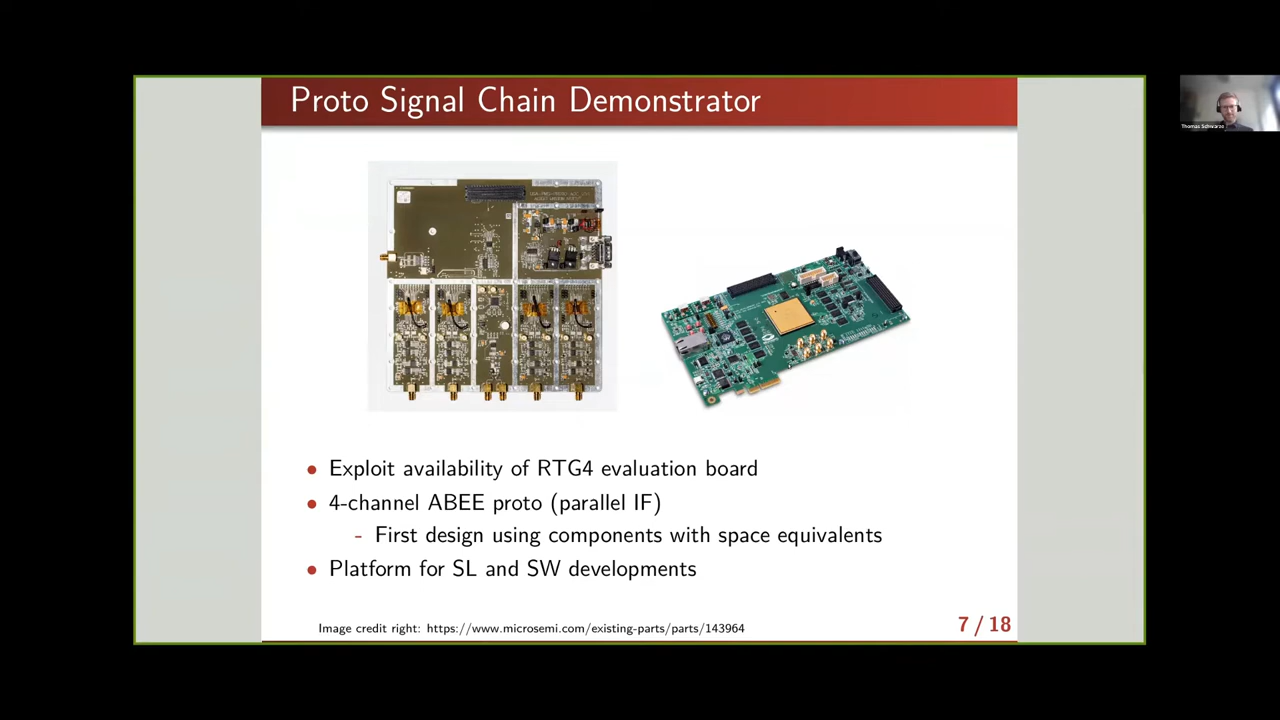 Proto Signal Chain Demonstrator
Thomas Schwarze
• Exploit availability of RTG4 evaluation board
• 4-channel ABEE proto (parallel IF)
- First design using components with space equivalents
• Platform for SL and SW developments
Image credit right: https://www.microsemi.com/existing-parts/parts/143964
7 / 18